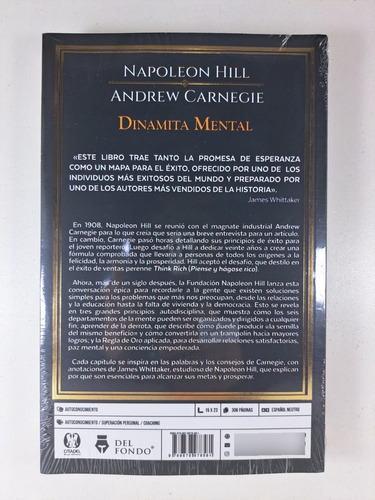 NAPOLEON HILL
ANDREW CARNEGIE
DINAMITA MENTAL
«ESTE LIBRO TRAE TANTO LA PROMESA DE ESPERANZA
COMO UN MAPA PARA EL ÉXITO, OFRECIDO POR UNO DE LOS
INDIVIDUOS MÁS EXITOSOS DEL MUNDO Y PREPARADO POR
UNO DE LOS AUTORES MÁS VENDIDOS DE LA HISTORIA».
James Whittaker
En 1908, Napoleon Hill se reunió con el magnate industrial Andrew
Carnegie para lo que creía que sería una breve entrevista para un artículo.
En cambio, Carnegie pasó horas detallando sus principios de éxito para
el joven reportero. Luego desafió a Hill a dedicar veinte años a crear una
fórmula comprobada que llevaría a personas de todos los orígenes a la
felicidad, la armonía y la prosperidad. Hill aceptó el desafío, que destiló en
el éxito de ventas perenne Think Rich (Piense y hágase rico).
Ahora, más de un siglo después, la Fundación Napoleon Hill lanza esta
conversación épica para recordarle a la gente que existen soluciones
simples para los problemas que más nos preocupan, desde las relaciones
y la educación hasta la falta de vivienda y la democracia. Esto se revela
en tres grandes principios: autodisciplina, que muestra cómo los seis
departamentos de la mente pueden ser organizados y dirigidos a cualquier
fin; aprender de la derrota, que describe cómo puede producir «la semilla
del mismo beneficio» y cómo convertirla en un trampolín hacia mayores
logros; y la Regla de Oro aplicada, para desarrollar relaciones satisfactorias,
paz mental y una conciencia empoderada.
Cada capítulo se inspira en las palabras y los consejos de Carnegie, con
anotaciones de James Whittaker, estudioso de Napoleon Hill, que explican
por qué son esenciales para alcanzar sus metas y prosperar.
AUTOCONOCIMIENTO
15 X 23
306 PÁGINAS
ESPAÑOL NEUTRO
AUTOCONOCIMIENTO / SUPERACIÓN PERSONAL / COACHING
CITADEL
DEL
FONDO